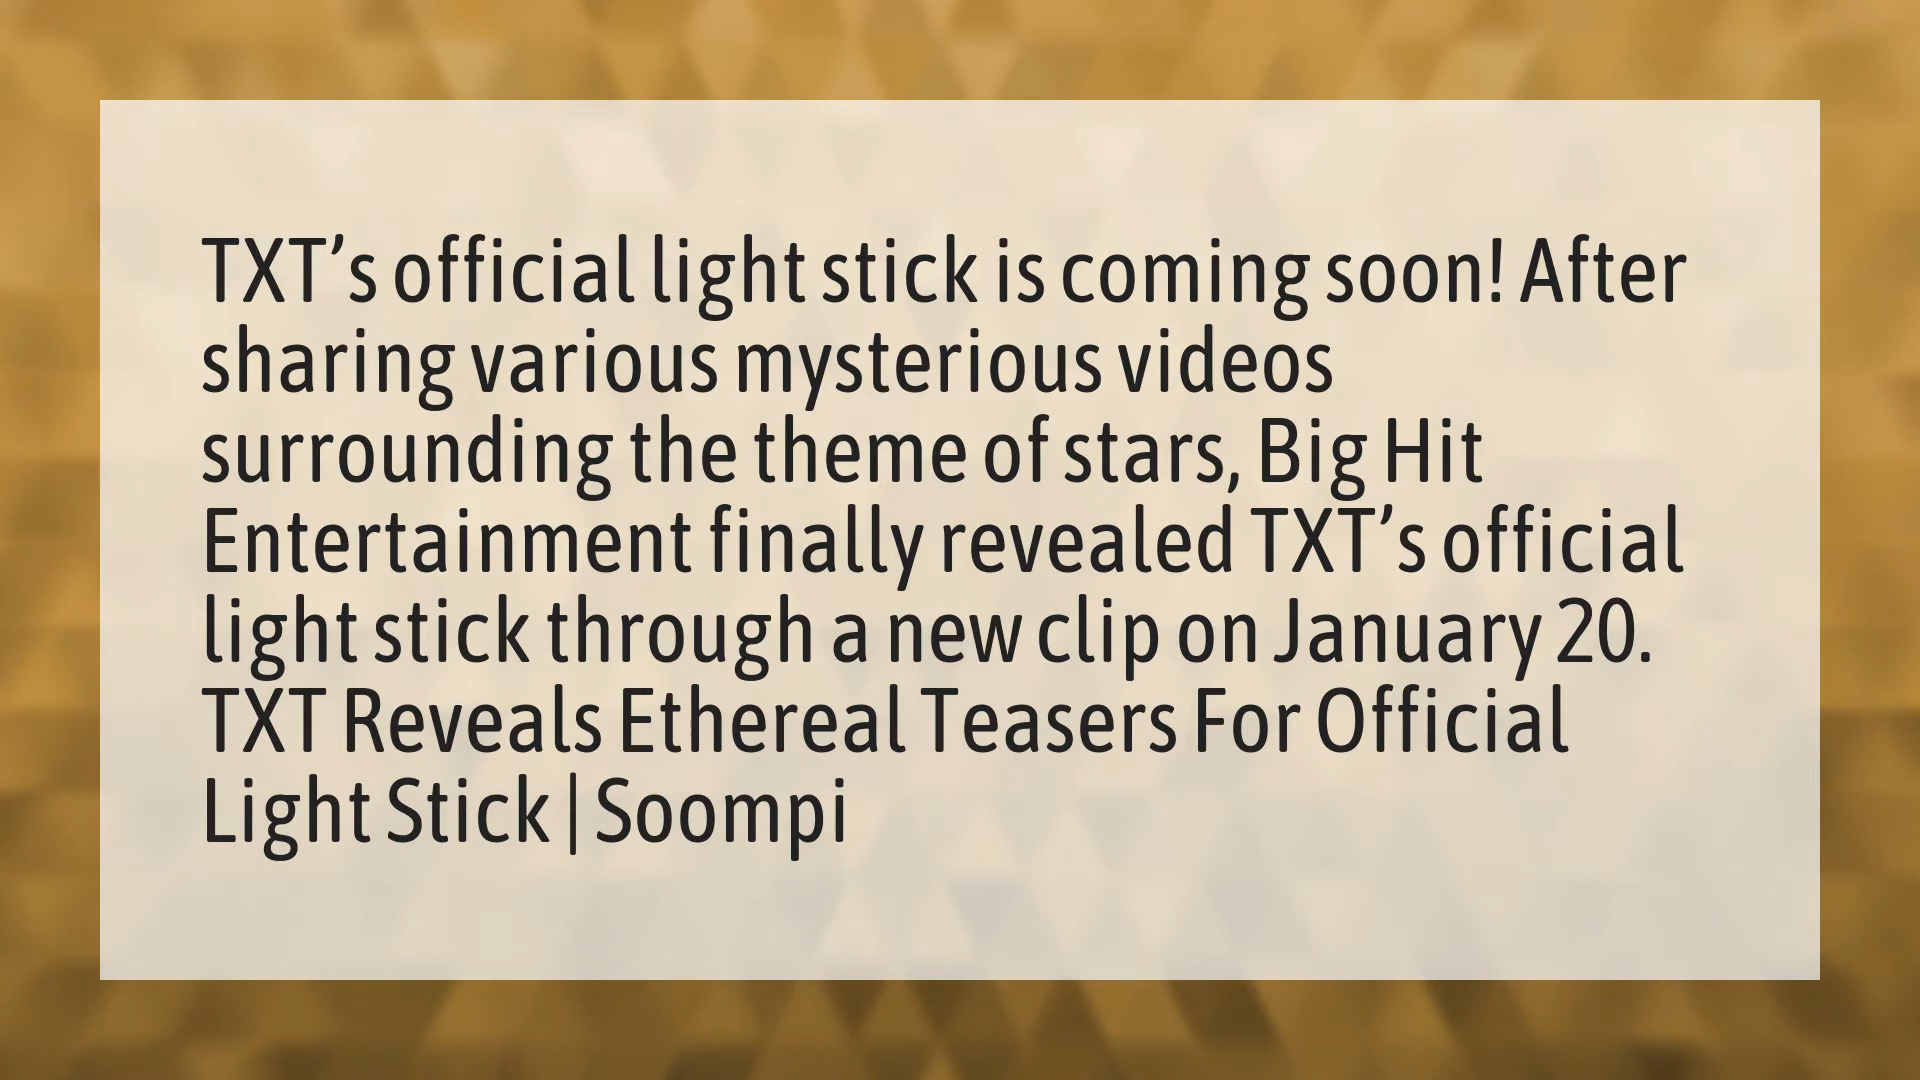 TXT’s official light stick is coming soon! After
sharing various mysterious videos
surrounding the theme of stars, Big Hit
Entertainment finally revealed TXT’s official
light stick through a new clip on January 20.
TXT Reveals Ethereal Teasers For Official
Light Stick | Soompi